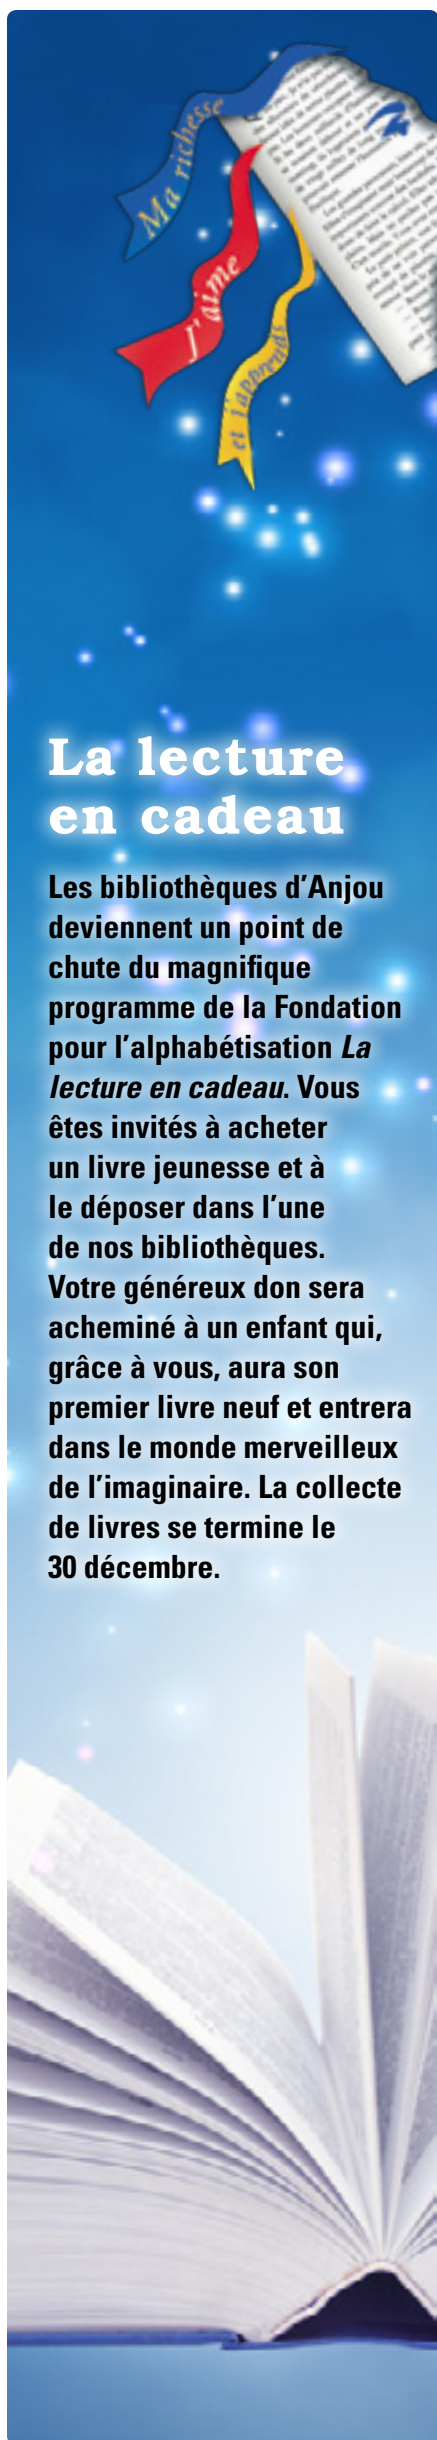 Ma richesse
J'aime
et j'apprends
La lecture
en cadeau
Les bibliothèques d'Anjou
deviennent un point de
chute du magnifique
programme de la Fondation
pour l'alphabétisation La
lecture en cadeau. Vous
êtes invités à acheter
un livre jeunesse et à
le déposer dans l'une
de nos bibliothèques.
Votre généreux don sera
acheminé à un enfant qui,
grâce à vous, aura son
premier livre neuf et entrera
dans le monde merveilleux
de l'imaginaire. La collecte
de livres se termine le
30 décembre.